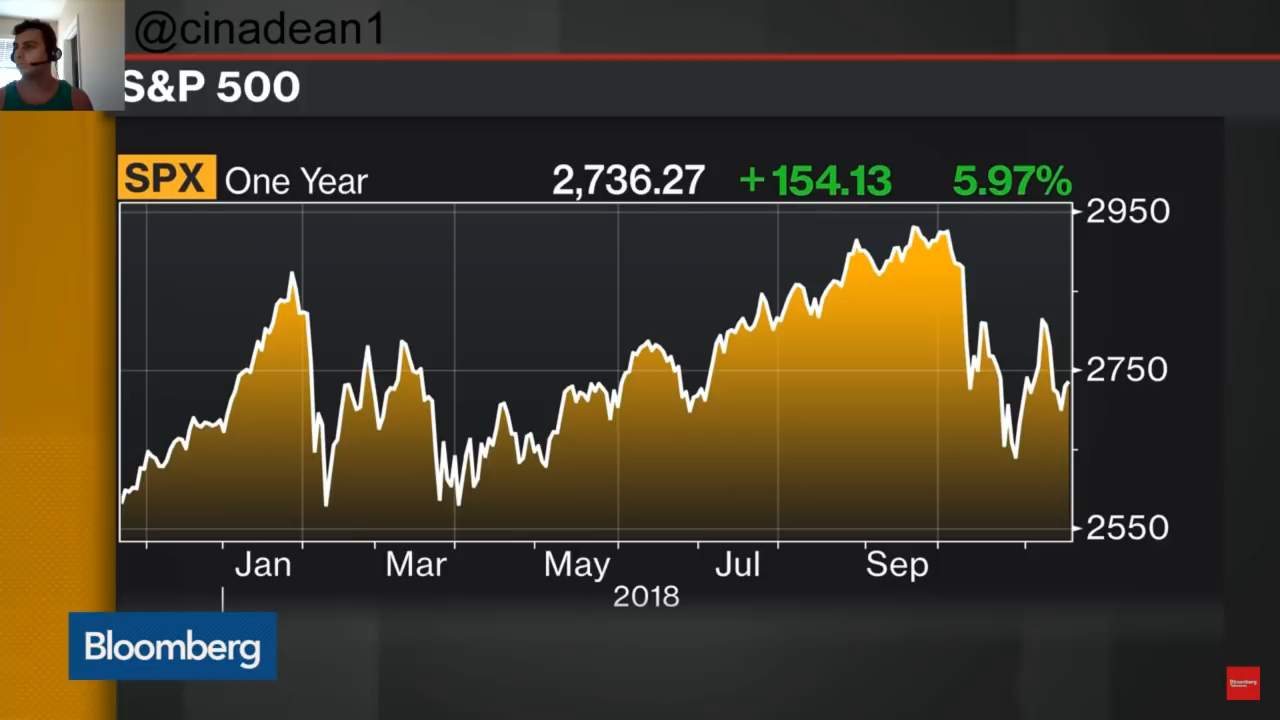 @cinadean1
S&P 500
SPX One Year 2,736.27 +154.13 5.97%
2950
2750
2550
Jan Mar May Jul Sep
2018
Bloomberg
Bloomberg